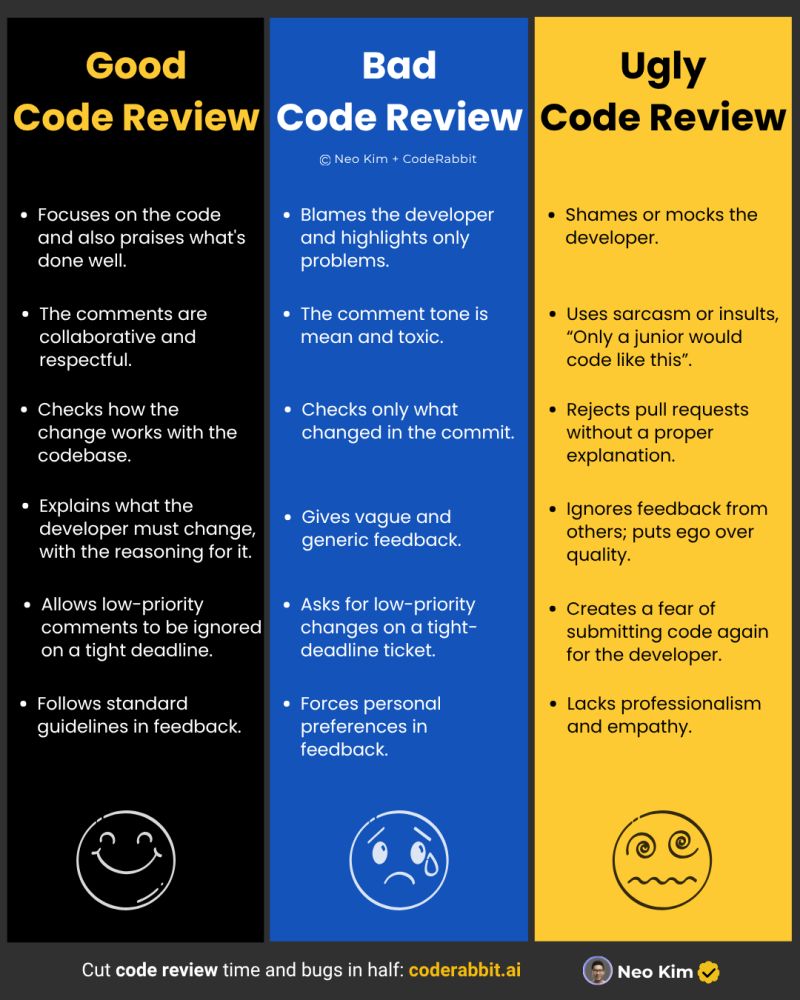 Good
Code Review
• Focuses on the code
and also praises what's
done well.
• The comments are
collaborative and
respectful.
• Checks how the
change works with the
codebase.
• Explains what the
developer must change,
with the reasoning for it.
• Allows low-priority
comments to be ignored
on a tight deadline.
• Follows standard
guidelines in feedback.
Bad
Code Review
© Neo Kim + CodeRabbit
• Blames the developer
and highlights only
problems.
• The comment tone is
mean and toxic.
• Checks only what
changed in the commit.
• Gives vague and
generic feedback.
• Asks for low-priority
changes on a tight-
deadline ticket.
• Forces personal
preferences in
feedback.
Ugly
Code Review
• Shames or mocks the
developer.
• Uses sarcasm or insults,
“Only a junior would
code like this”.
• Rejects pull requests
without a proper
explanation.
• Ignores feedback from
others; puts ego over
quality.
• Creates a fear of
submitting code again
for the developer.
• Lacks professionalism
and empathy.
Cut code review time and bugs in half: coderabbit.ai
Neo Kim